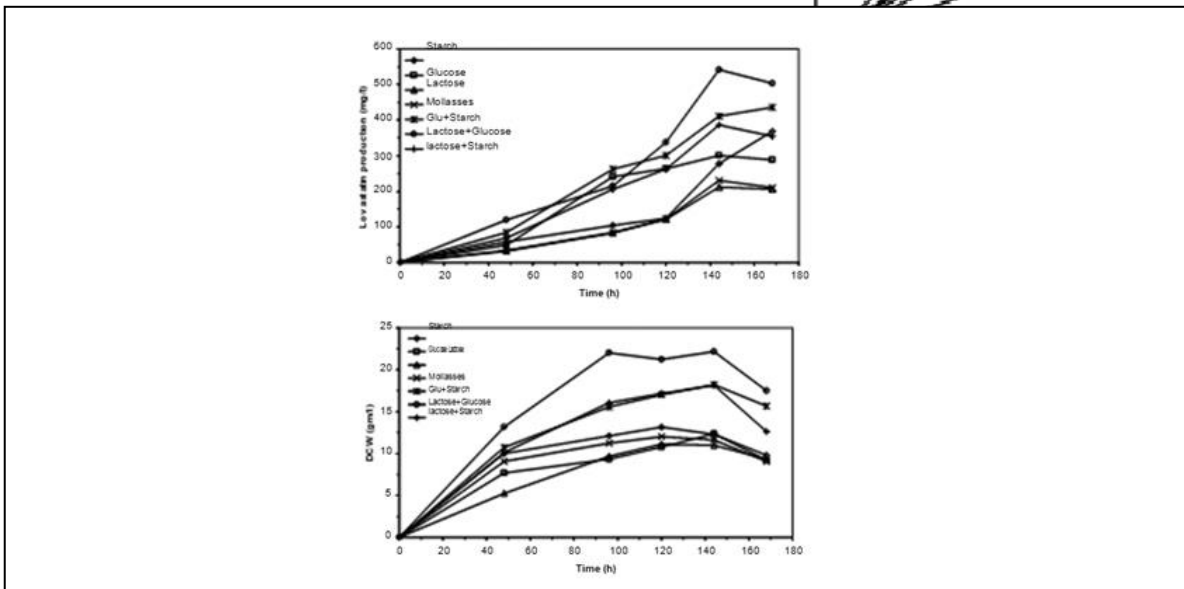 600
500
400
300
200
100
0
Lovastatin production (mg/l)
Starch
Glucose
Lactose
Mollasses
Glu+Starch
Lactose+Glucose
lactose+Starch
0 20 40 60 80 100 120 140 160 180
Time (h)
25
20
15
10
5
0
DCW (gm/l)
Starch
Mollasses
Glu+Starch
Lactose+Glucose
lactose+Starch
0 20 40 60 80 100 120 140 160 180
Time (h)